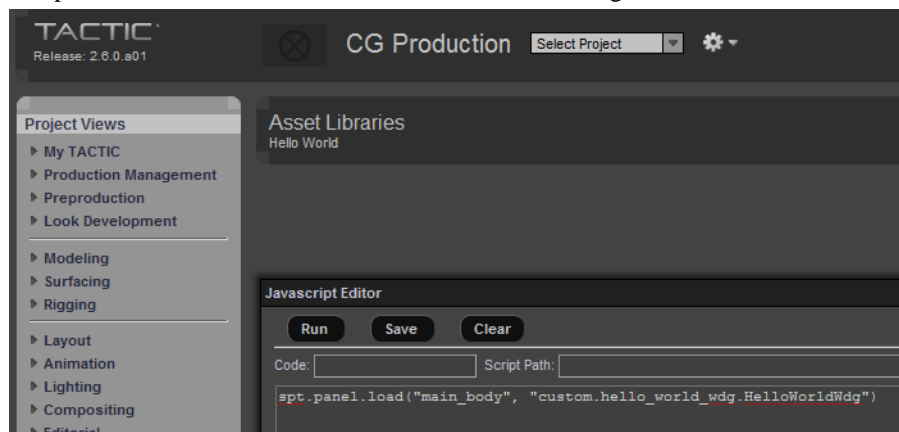 TACTIC
Release: 2.6.0.a01
CG Production
Select Project
Project Views
My TACTIC
Production Management
Preproduction
Look Development
Modeling
Surfacing
Rigging
Layout
Animation
Lighting
Compositing
Editorial
Asset Libraries
Hello World
Javascript Editor
Run Save Clear
Code: Script Path:
spt.panel.load("main_body", "custom.hello_world_wdg.HelloWorldWdg")